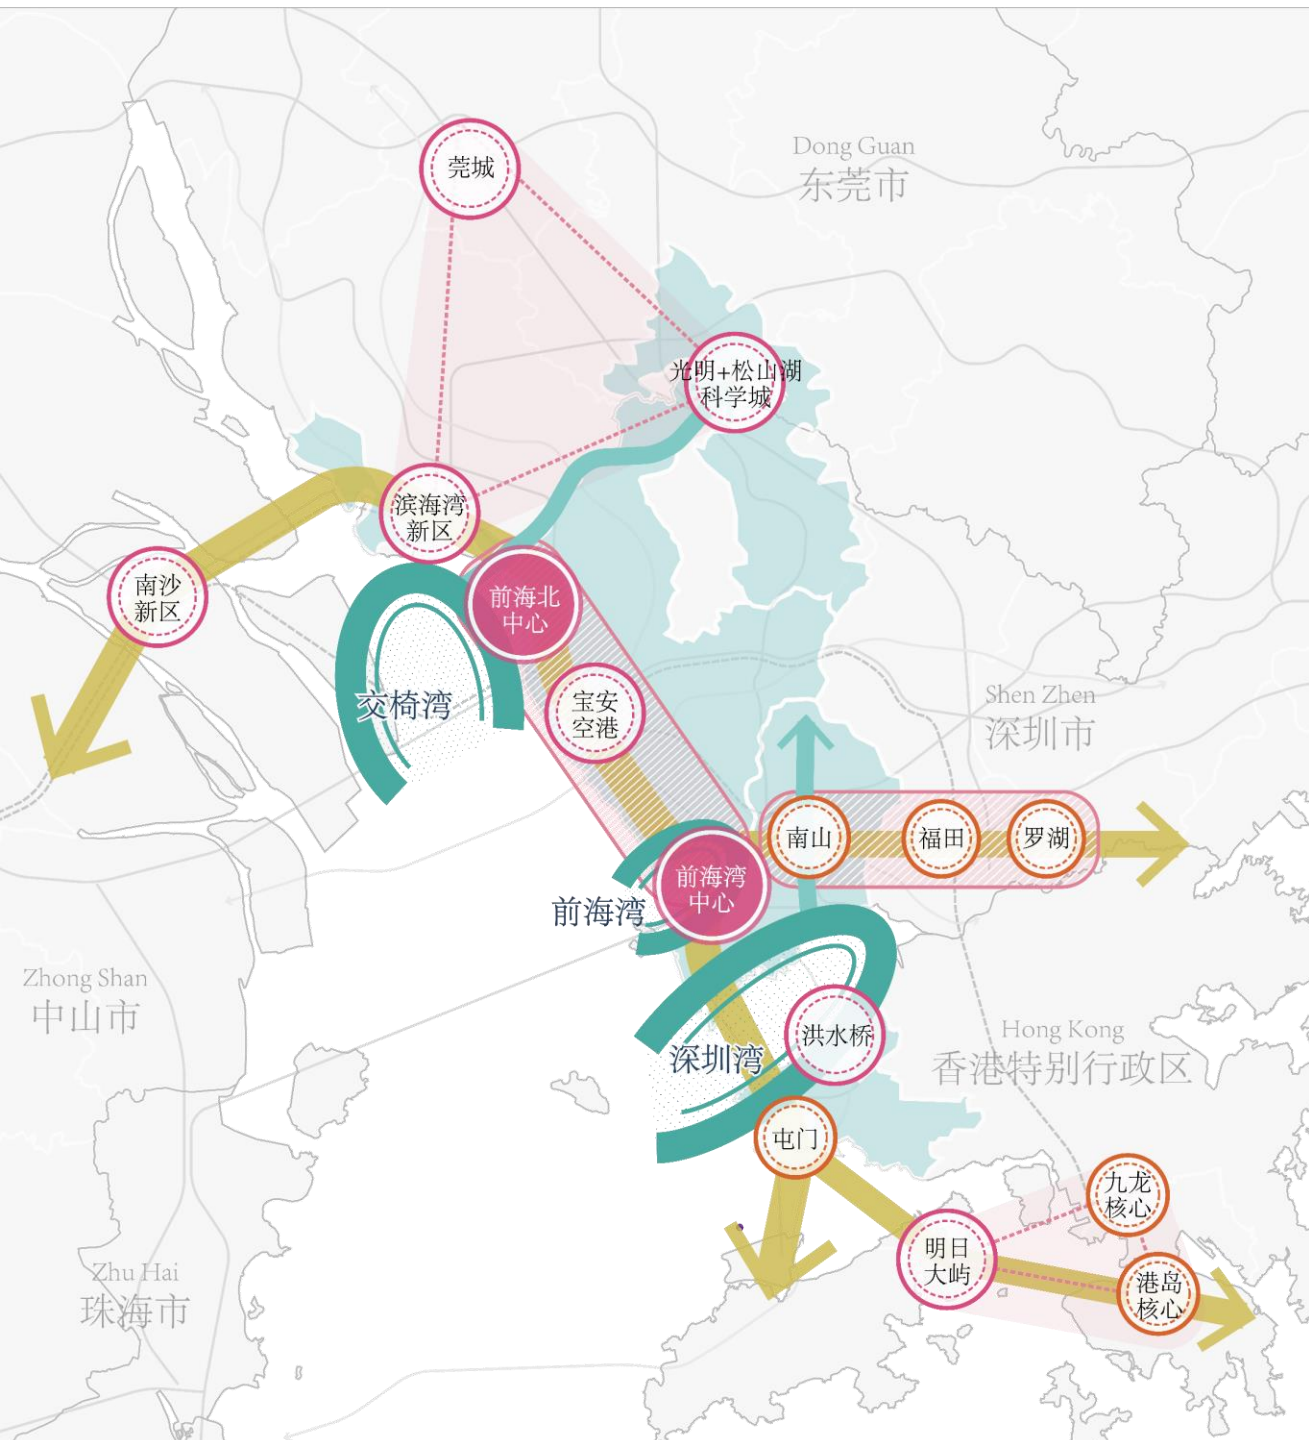 莞城
Dong Guan
东莞市
光明+松山湖
科学城
滨海湾
新区
南沙
新区
前海北
中心
交椅湾
宝安
空港
Shen Zhen
深圳市
南山
福田
罗湖
前海湾
中心
前海湾
Zhong Shan
中山市
洪水桥
深圳湾
Hong Kong
香港特别行政区
屯门
九龙
核心
明日
大屿
港岛
核心
Zhu Hai
珠海市